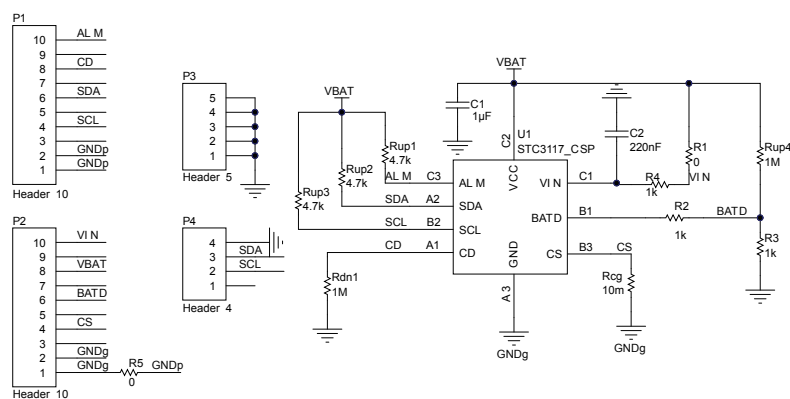 P1
10 AL M
9
8 CD
7
6 SDA
5
4 SCL
3
2 GNDp
1 GNDp
Header 10
P3
5
4
3
2
1
Header 5
P2
10 VI N
9
8 VBAT
7
6 BATD
5
4 CS
3
2 GNDg
1 GNDg R5 GNDp
0
Header 10
P4
4
3 SDA
2 SCL
1
Header 4
VBAT
Rup1
4.7k
Rup2
4.7k
Rup3
4.7k
AL M C3
SDA A2
SCL B2
CD A1
Rdn1
1M
VBAT
C1
1µF
C2
U1
STC3117_CSP
VCC
AL M
SDA
SCL
CD
VI N
BATD
CS
GND
A 3
GNDg
C2
220nF
C1
R4
1k
R1
0
VI N
Rup4
1M
B1 R2 BATD
1k
R3
1k
B3 CS
Rcg
10m
GNDg